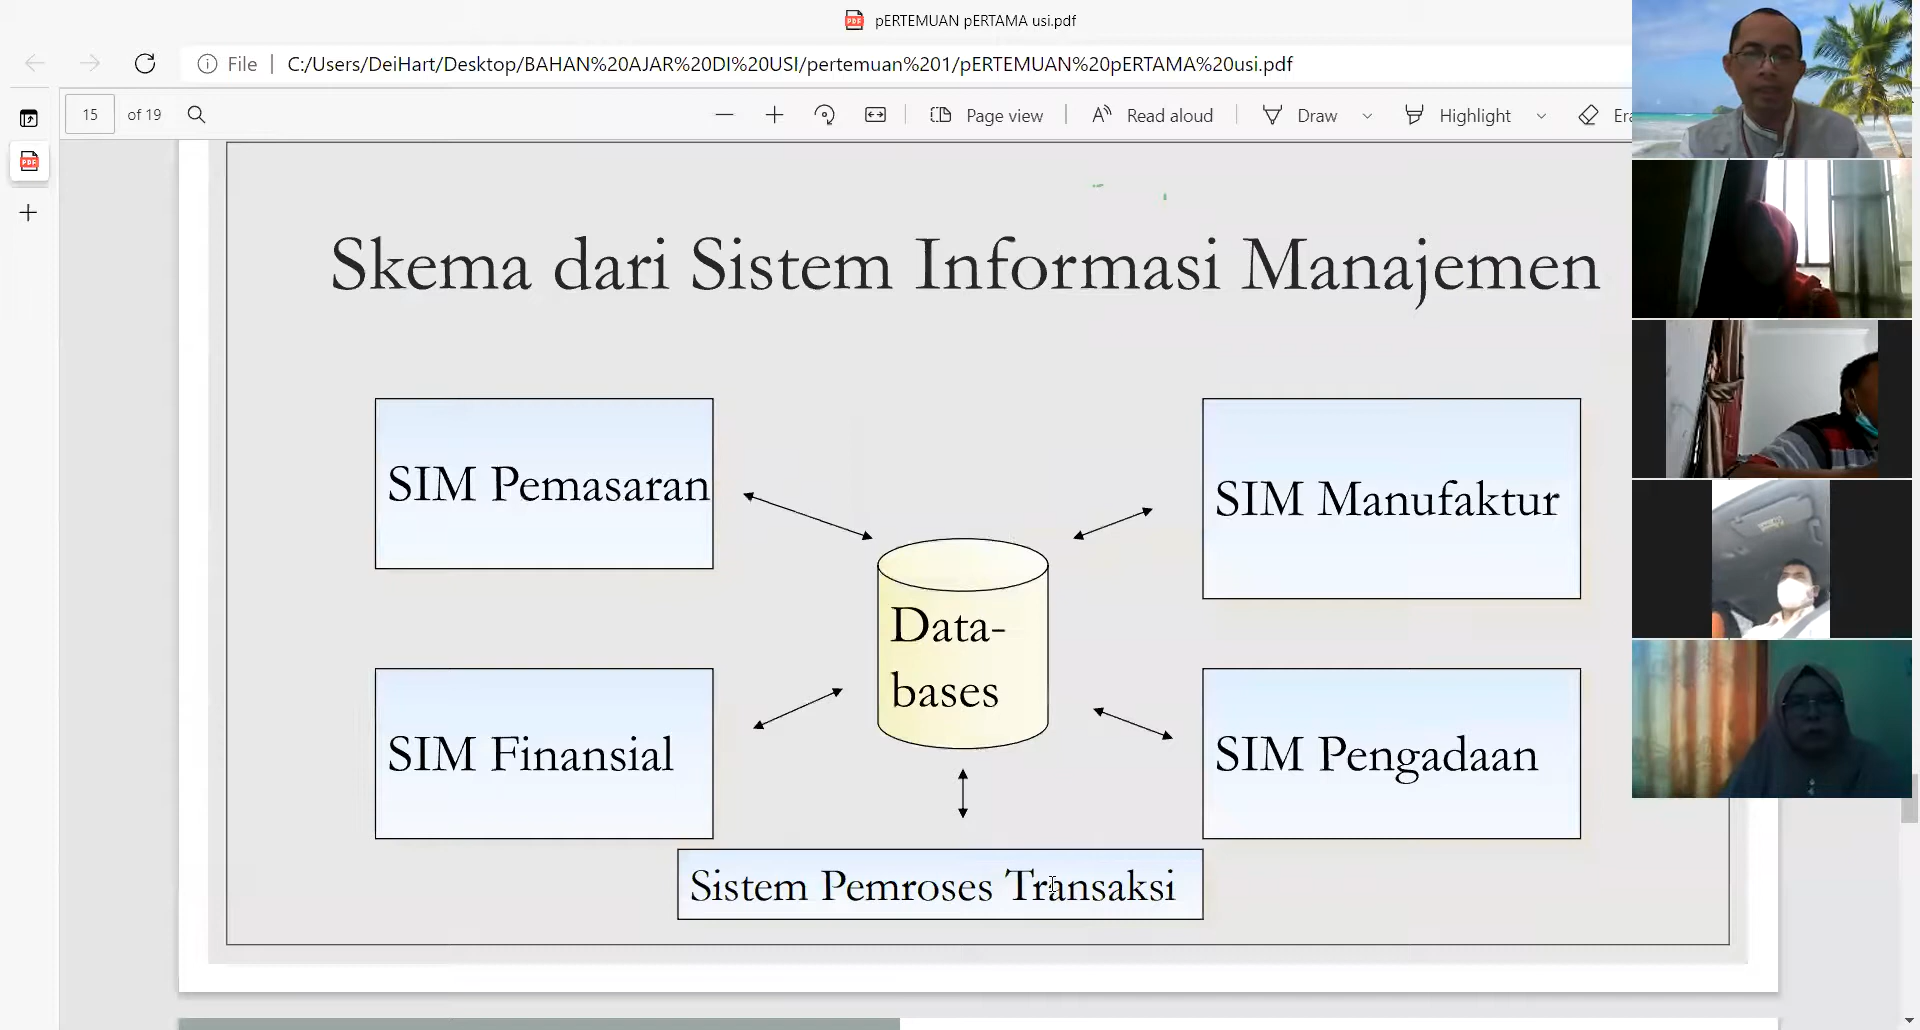 pERTEMUAN pERTAMA usi.pdf
File
C:/Users/DeiHart/Desktop/BAHAN%20AJAR%20DI%20USI/pertemuan%201/pERTEMUAN%20pERTAMA%20usi.pdf
15 of 19
Page view
Read aloud
Draw
Highlight
Era
Skema dari Sistem Informasi Manajemen
SIM Pemasaran
SIM Manufaktur
Data-
bases
SIM Finansial
SIM Pengadaan
Sistem Pemroses Transaksi